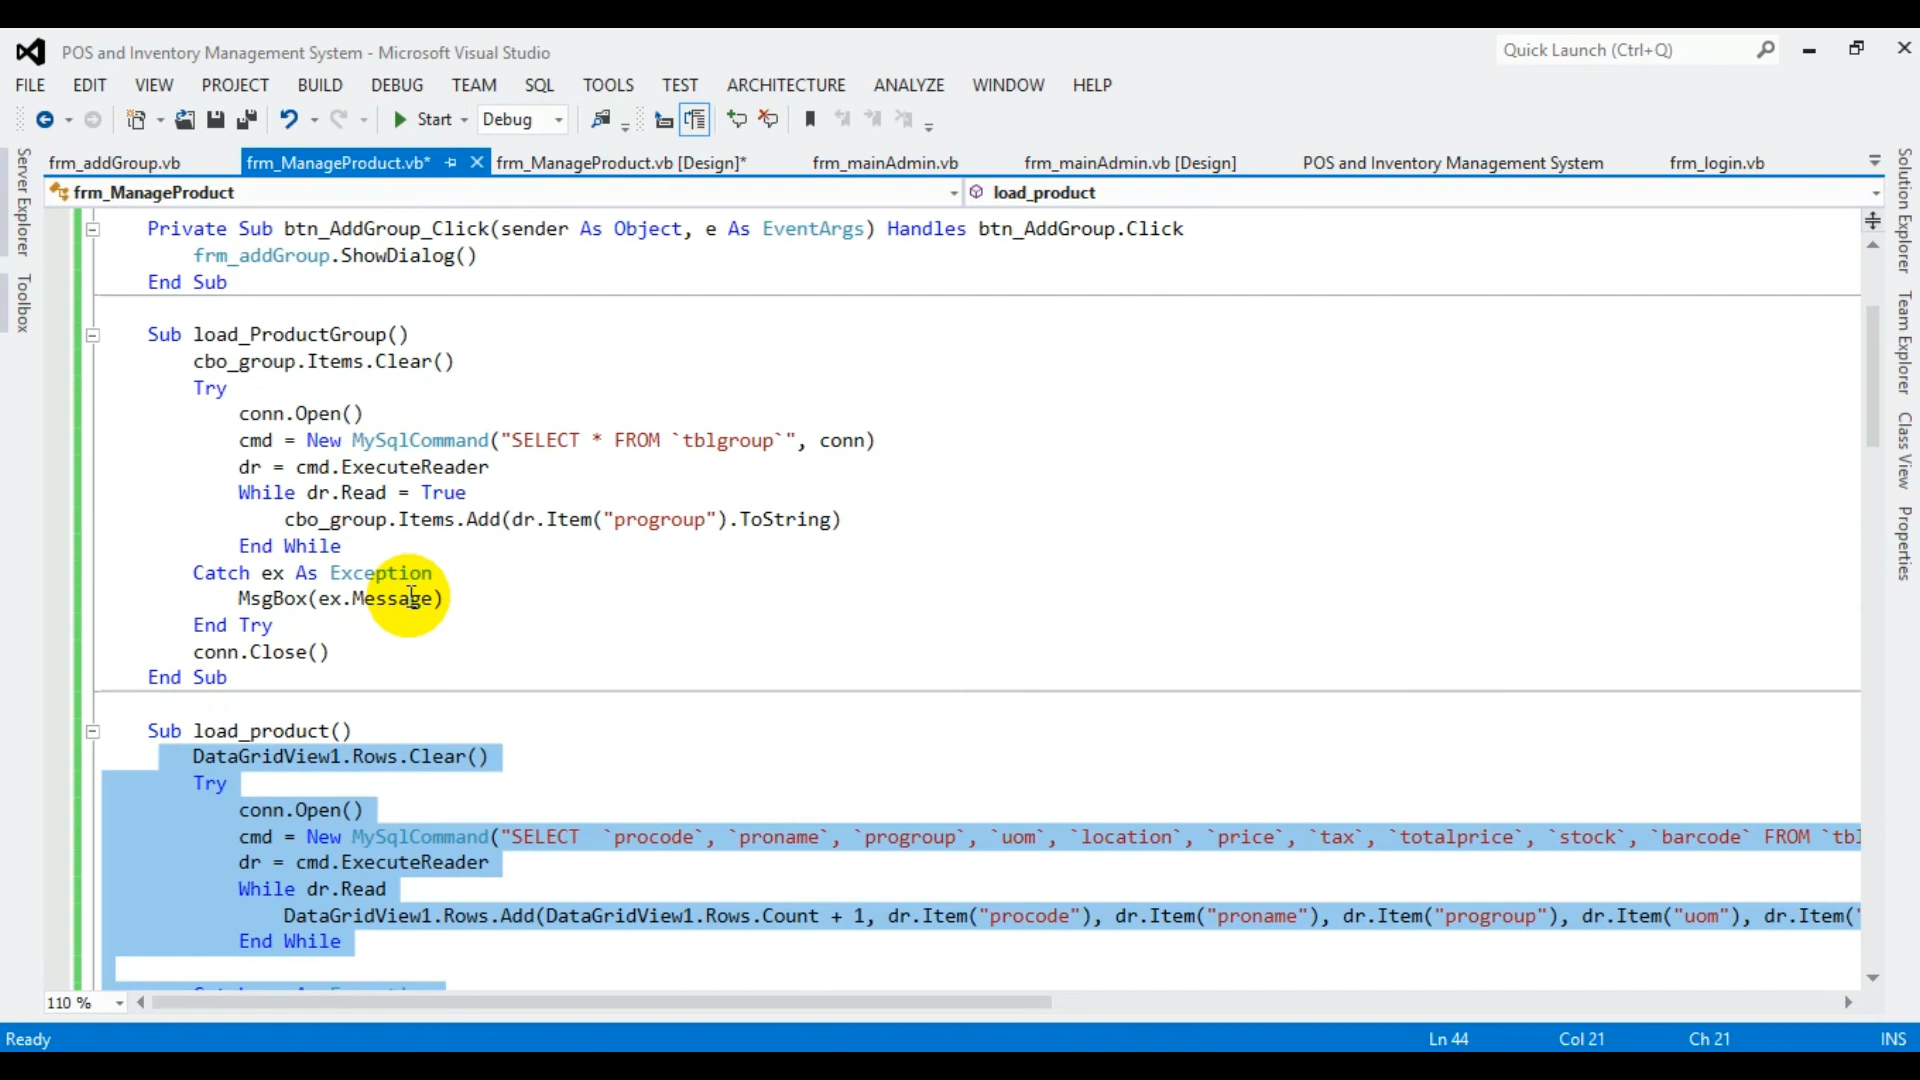 POS and Inventory Management System - Microsoft Visual Studio
Quick Launch (Ctrl+Q)
FILE EDIT VIEW PROJECT BUILD DEBUG TEAM SQL TOOLS TEST ARCHITECTURE ANALYZE WINDOW HELP
Start Debug
frm_addGroup.vb frm_ManageProduct.vb* frm_ManageProduct.vb [Design]* frm_mainAdmin.vb frm_mainAdmin.vb [Design] POS and Inventory Management System frm_login.vb
frm_ManageProduct load_product
Server Explorer
Toolbox
Solution Explorer
Team Explorer
Class View
Properties
Private Sub btn_AddGroup_Click(sender As Object, e As EventArgs) Handles btn_AddGroup.Click
frm_addGroup.ShowDialog()
End Sub
Sub load_ProductGroup()
cbo_group.Items.Clear()
Try
conn.Open()
cmd = New MySqlCommand("SELECT * FROM `tblgroup`", conn)
dr = cmd.ExecuteReader
While dr.Read = True
cbo_group.Items.Add(dr.Item("progroup").ToString)
End While
Catch ex As Exception
MsgBox(ex.Message)
End Try
conn.Close()
End Sub
Sub load_product()
DataGridView1.Rows.Clear()
Try
conn.Open()
cmd = New MySqlCommand("SELECT  `procode`, `proname`, `progroup`, `uom`, `location`, `price`, `tax`, `totalprice`, `stock`, `barcode` FROM `tbl
dr = cmd.ExecuteReader
While dr.Read
DataGridView1.Rows.Add(DataGridView1.Rows.Count + 1, dr.Item("procode"), dr.Item("proname"), dr.Item("progroup"), dr.Item("uom"), dr.Item("
End While
110 %
Ready Ln 44 Col 21 Ch 21 INS